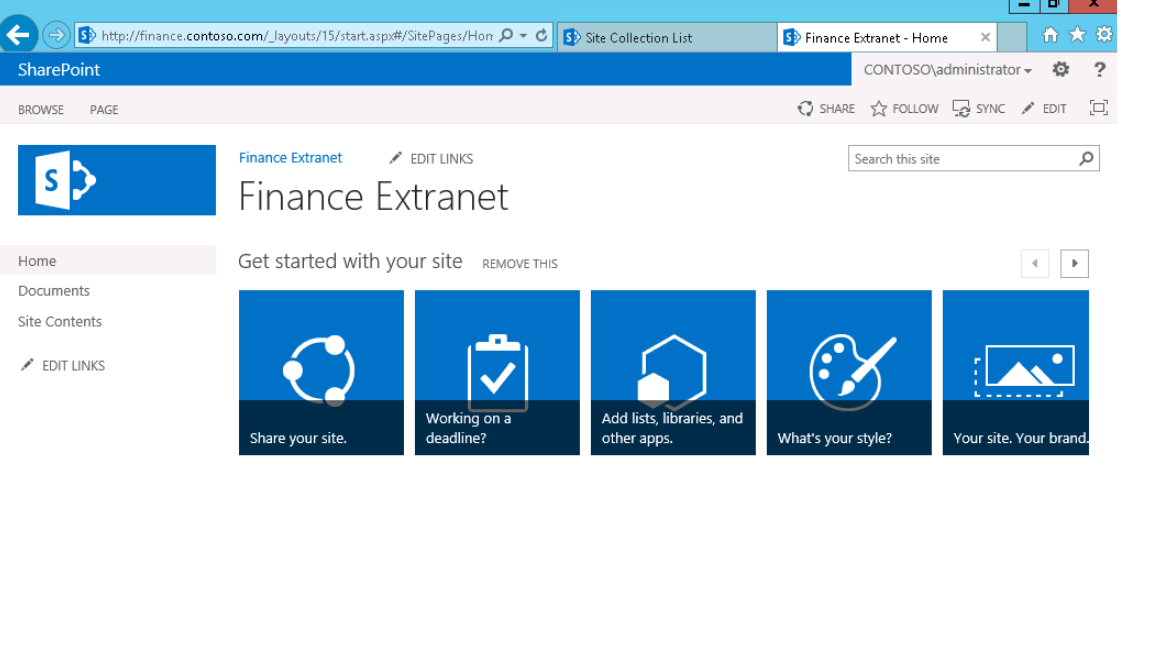 http://finance.contoso.com/_layouts/15/start.aspx#/SitePages/Hon
Site Collection List
Finance Extranet - Home
SharePoint
CONTOSO\administrator
?
BROWSE PAGE
SHARE FOLLOW SYNC EDIT
S
Finance Extranet EDIT LINKS
Search this site
Finance Extranet
Home
Documents
Site Contents
EDIT LINKS
Get started with your site REMOVE THIS
Share your site.
Working on a
deadline?
Add lists, libraries, and
other apps.
What's your style?
Your site. Your brand.